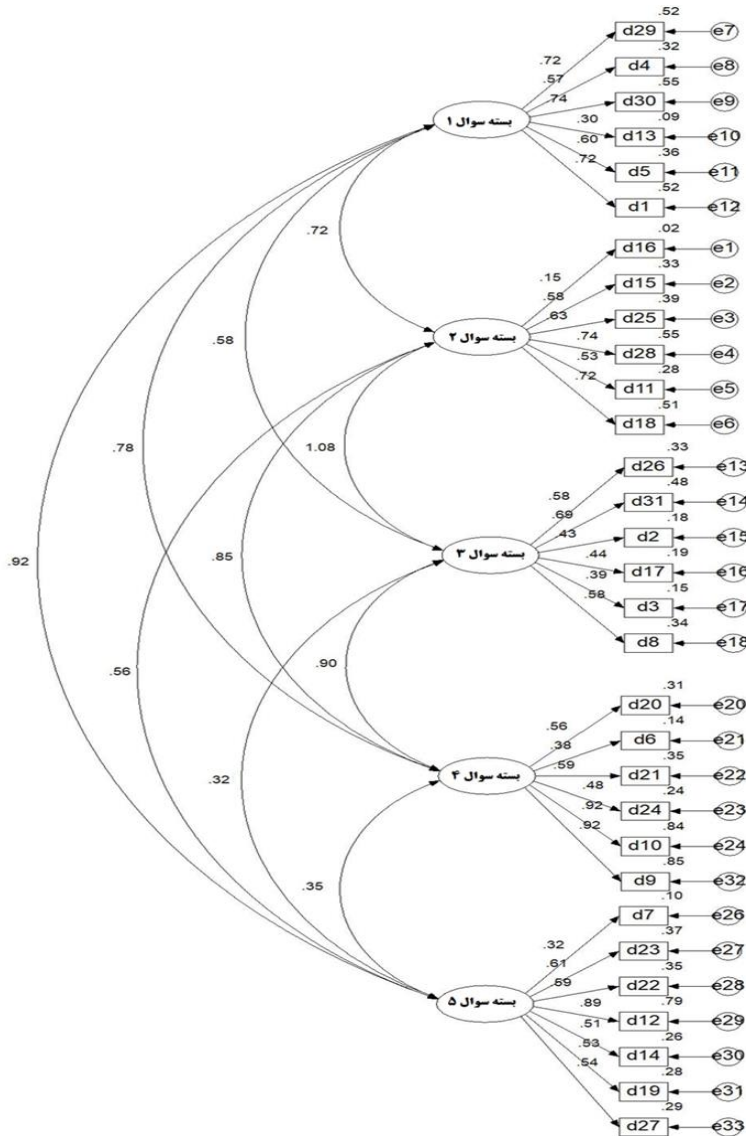 .52
d29 e7
.32
.72
d4 e8
.57
.55
.74
d30 e9
.09
.30
بسته سوال ۱
d13 e10
.60
.36
d5 e11
.72
.52
d1 e12
.72
.02
d16 e1
.33
.15
d15 e2
.58
.39
.63
d25 e3
.55
.74
بسته سوال ۲
.58
d28 e4
.53
.28
d11 e5
.72
.51
d18 e6
.33
.78
1.08
d26 e13
.48
.58
d31 e14
.69
.18
.43
d2 e15
.19
.44
بسته سوال ۳
.92
.85
d17 e16
.39
.15
d3 e17
.58
.34
d8 e18
.90
.56
.31
d20 e20
.14
.56
d6 e21
.38
.35
.59
d21 e22
.24
.32
بسته سوال ۴
.48
d24 e23
.92
.84
d10 e24
.92
.85
d9 e32
.35
.10
d7 e26
.37
.32
d23 e27
.61
.35
.59
d22 e28
.79
.89
بسته سوال ۵
d12 e29
.51
.26
d14 e30
.53
.28
.54
d19 e31
.29
d27 e33